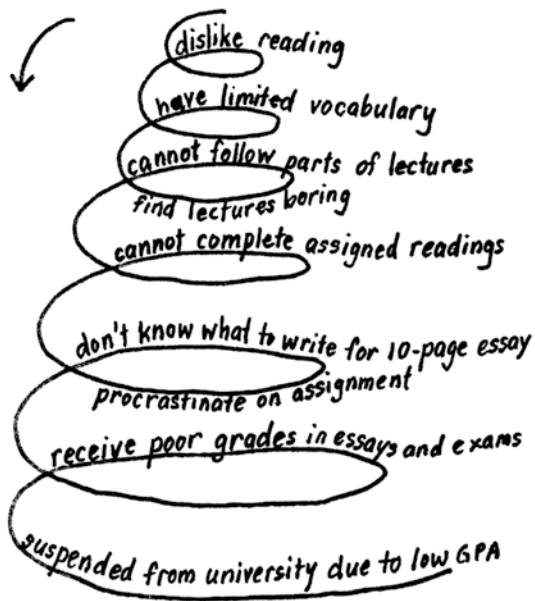 dislike reading
have limited vocabulary
cannot follow parts of lectures
find lectures boring
cannot complete assigned readings
don't know what to write for 10-page essay
procrastinate on assignment
receive poor grades in essays and exams
suspended from university due to low GPA